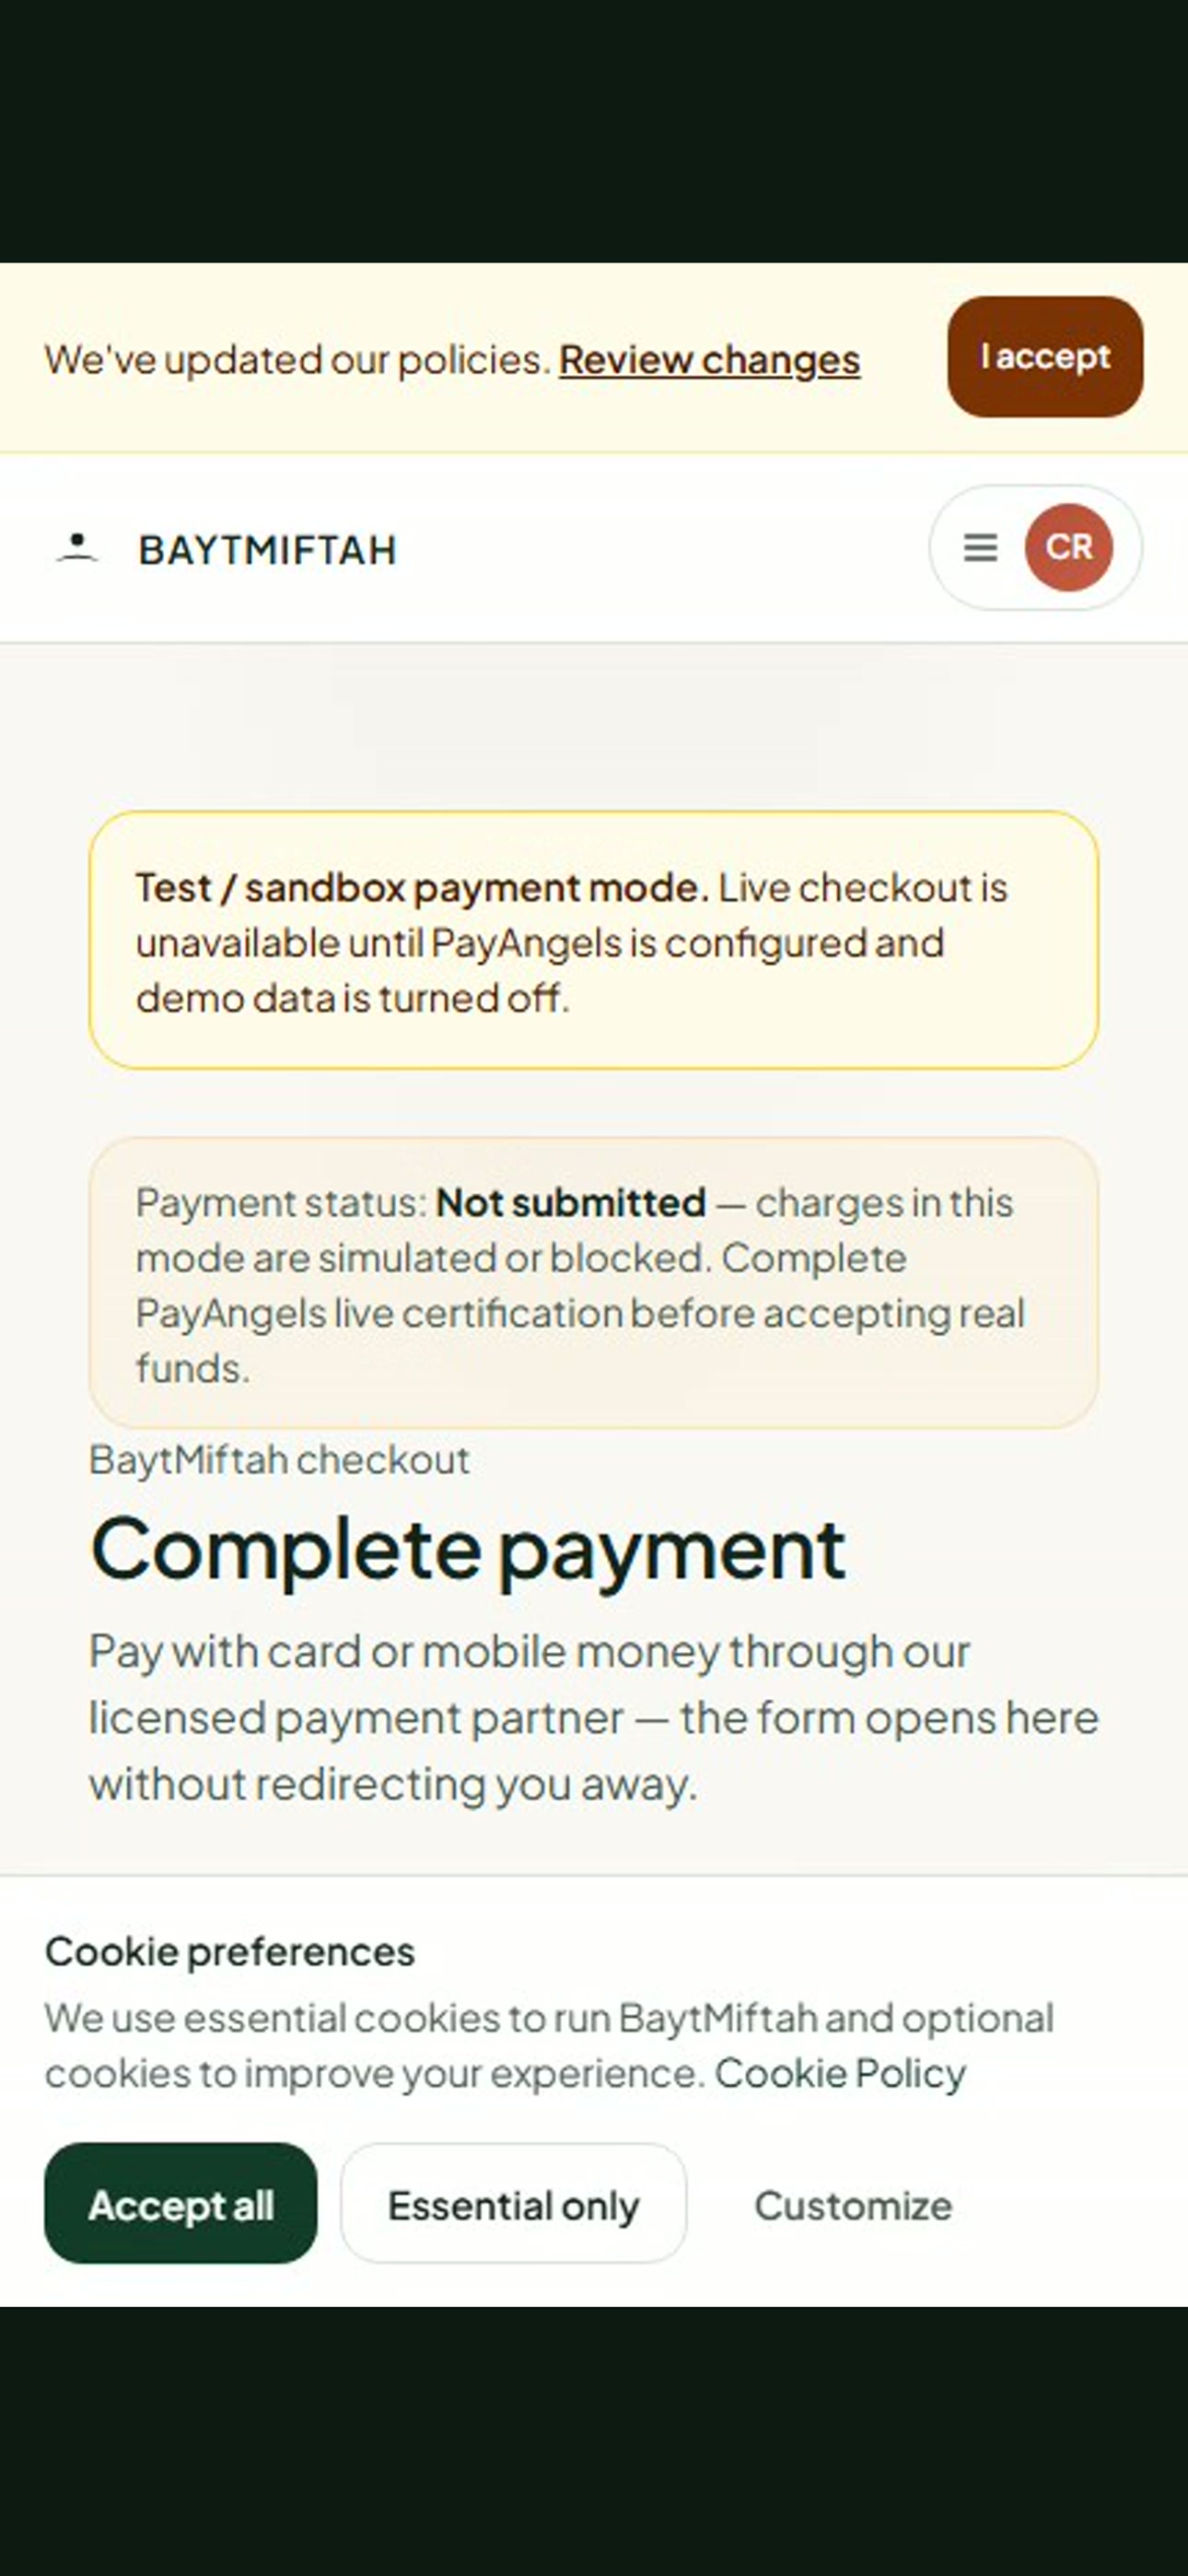 We've updated our policies. Review changes
I accept
BAYTMIFTAH
CR
Test / sandbox payment mode. Live checkout is
unavailable until PayAngels is configured and
demo data is turned off.
Payment status: Not submitted — charges in this
mode are simulated or blocked. Complete
PayAngels live certification before accepting real
funds.
BaytMiftah checkout
Complete payment
Pay with card or mobile money through our
licensed payment partner — the form opens here
without redirecting you away.
Cookie preferences
We use essential cookies to run BaytMiftah and optional
cookies to improve your experience. Cookie Policy
Accept all
Essential only
Customize